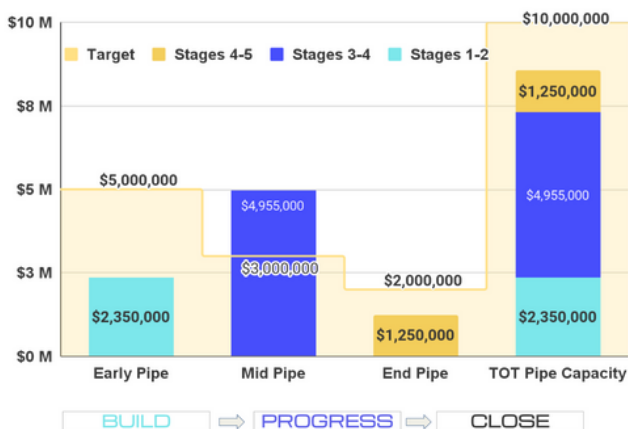 $10 M
$10,000,000
Target
Stages 4-5
Stages 3-4
Stages 1-2
$1,250,000
$8 M
$5,000,000
$5 M
$4,955,000
$4,955,000
$3,000,000
$2,000,000
$3 M
$2,350,000
$1,250,000
$2,350,000
$0 M
Early Pipe
Mid Pipe
End Pipe
TOT Pipe Capacity
BUILD
PROGRESS
CLOSE